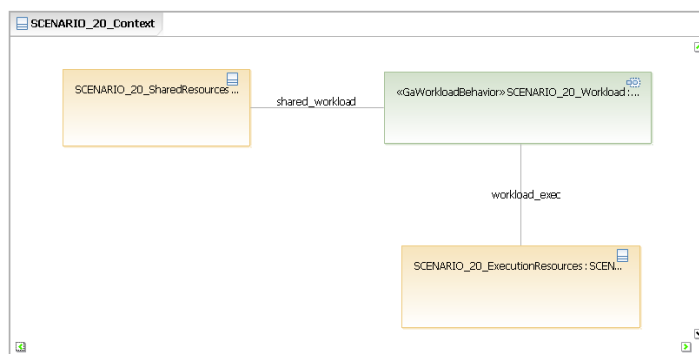 SCENARIO_20_Context
SCENARIO_20_SharedResources...
shared_workload
«GaWorkloadBehavior» SCENARIO_20_Workload :...
workload_exec
SCENARIO_20_ExecutionResources : SCEN...